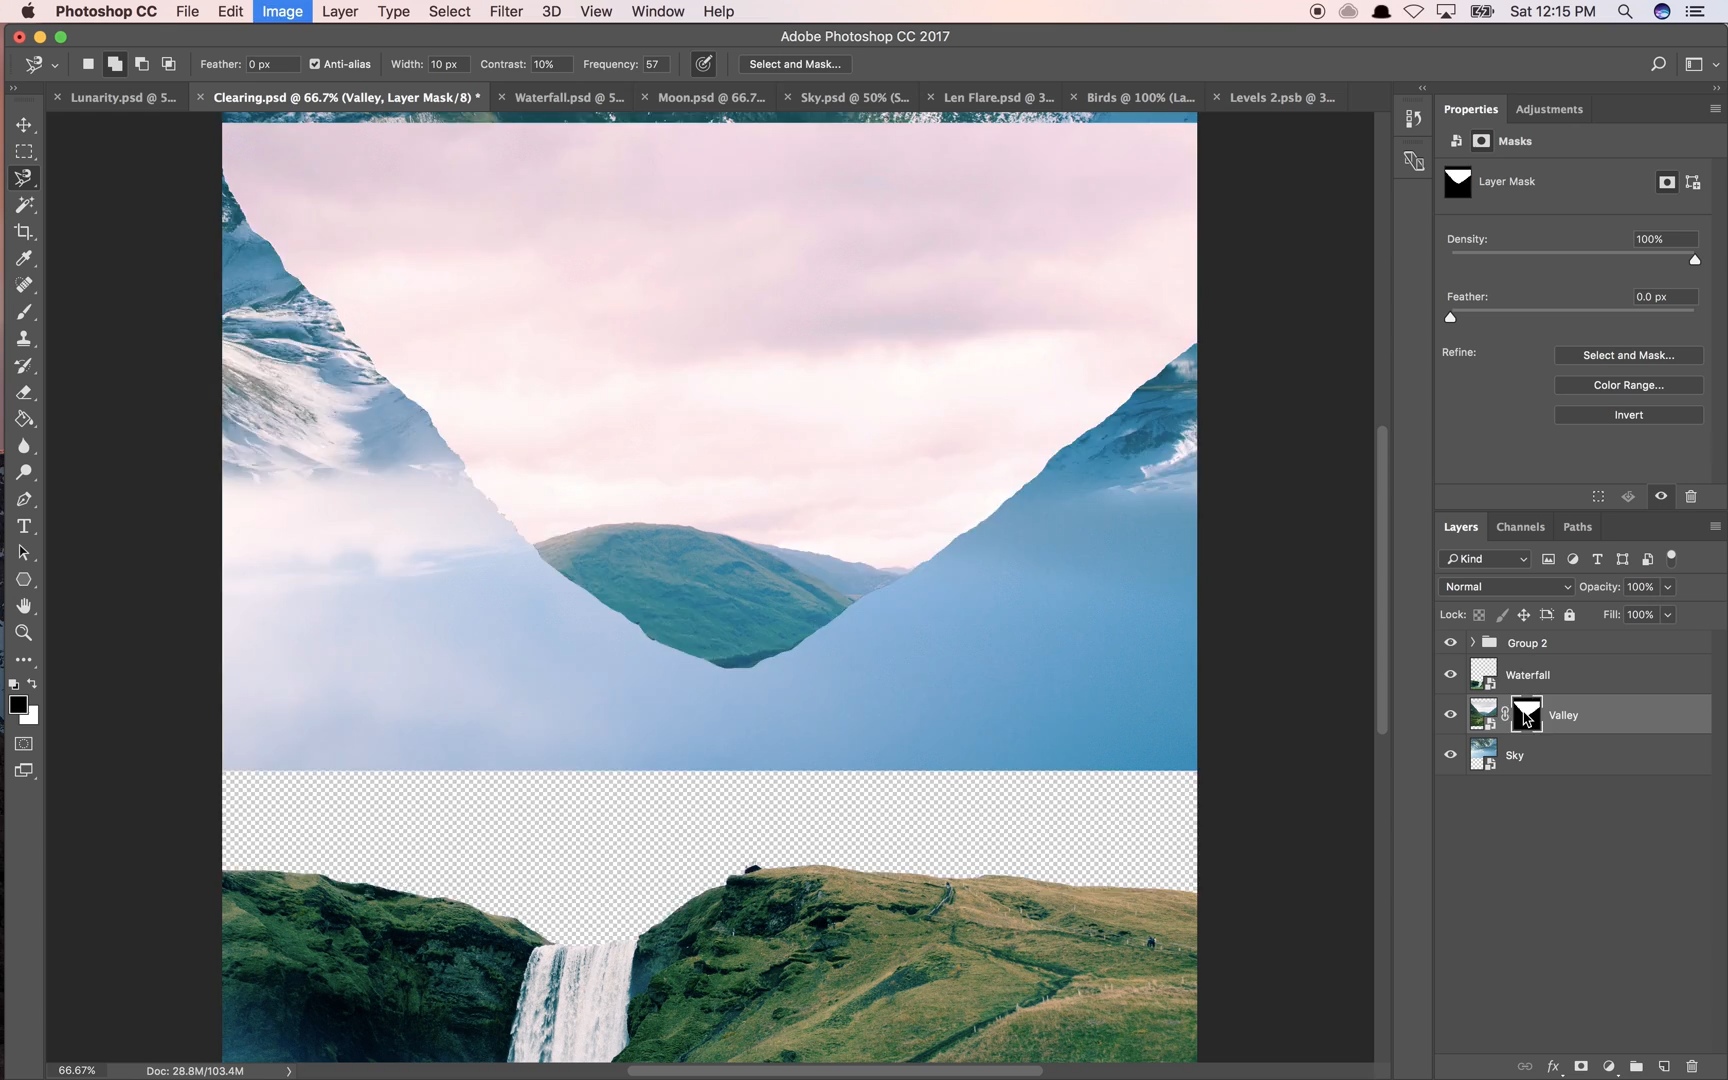 Photoshop CC File Edit Image Layer Type Select Filter 3D View Window Help Sat 12:15 PM
Adobe Photoshop CC 2017
Feather: 0 px Anti-alias Width: 10 px Contrast: 10% Frequency: 57 Select and Mask...
Lunarity.psd @ 5... Clearing.psd @ 66.7% (Valley, Layer Mask/8) * Waterfall.psd @ 5... Moon.psd @ 66.7... Sky.psd @ 50% (S... Len Flare.psd @ 3... Birds @ 100% (La... Levels 2.psb @ 3...
Properties Adjustments
Masks
Layer Mask
Density: 100%
Feather: 0.0 px
Refine: Select and Mask...
Color Range...
Invert
Layers Channels Paths
Kind
Normal Opacity: 100%
Lock: Fill: 100%
Group 2
Waterfall
Valley
Sky
66.67% Doc: 28.8M/103.4M